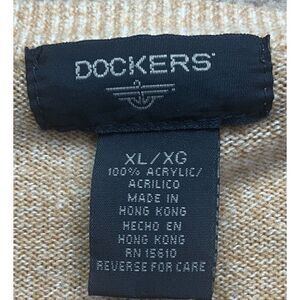 DOCKERS
XL/XG
100% ACRYLIC/
ACRILICO
MADE IN
HONG KONG
HECHO EN
HONG KONG
RN 15610
REVERSE FOR CARE